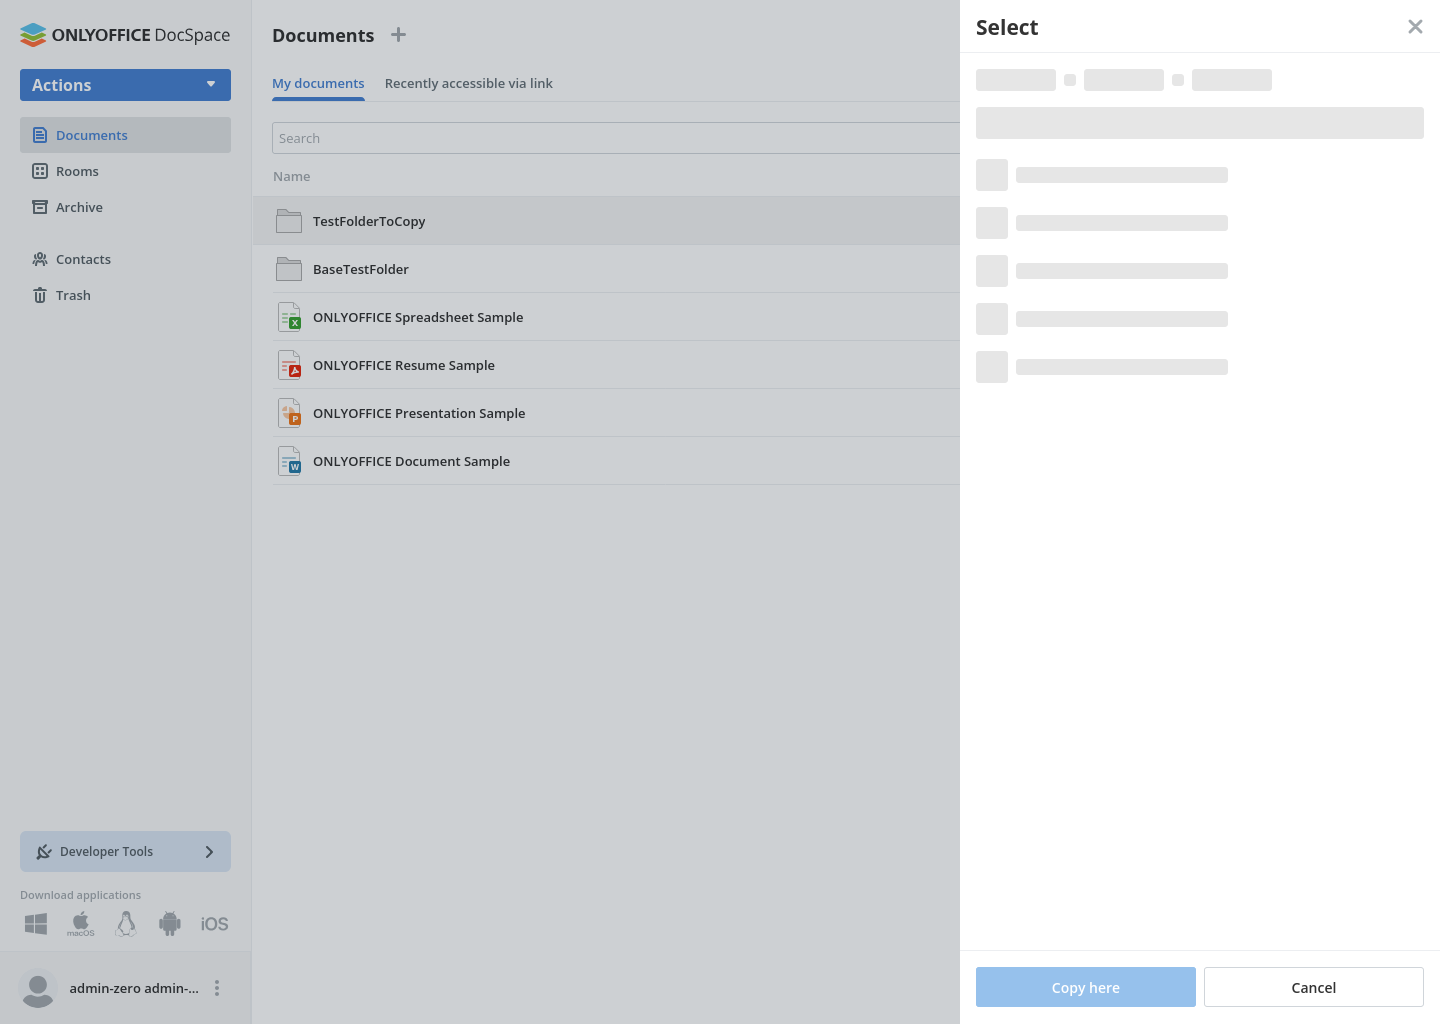 ONLYOFFICE DocSpace
Actions
Documents
Rooms
Archive
Contacts
Trash
Developer Tools
Download applications
macOS
iOS
admin-zero admin-...
Documents
My documents
Recently accessible via link
Search
Name
TestFolderToCopy
BaseTestFolder
ONLYOFFICE Spreadsheet Sample
ONLYOFFICE Resume Sample
ONLYOFFICE Presentation Sample
ONLYOFFICE Document Sample
X
P
W
Select
Copy here
Cancel